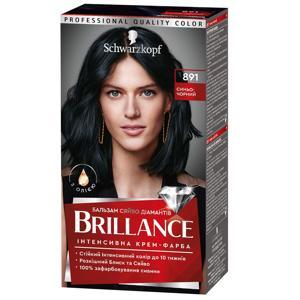 PROFESSIONAL QUALITY COLOR
Schwarzkopf
891
СИНЬО-
ЧОРНИЙ
З ОЛІЄЮ
БАЛЬЗАМ СЯЙВО ДІАМАНТІВ
BRILLANCE
ІНТЕНСИВНА КРЕМ-ФАРБА
• Стійкий Інтенсивний колір до 10 тижнів
• Розкішний Блиск та Сяйво
• 100% зафарбовування сивини